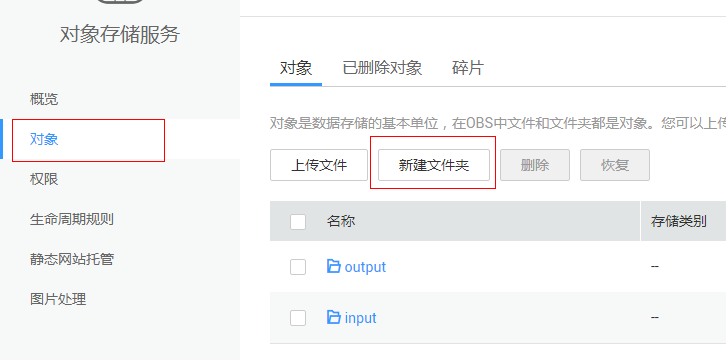 对象存储服务
概览
对象
权限
生命周期规则
静态网站托管
图片处理
对象 已删除对象 碎片
对象是数据存储的基本单位，在OBS中文件和文件夹都是对象。您可以上传
上传文件 新建文件夹 删除 恢复
名称 存储类别
output --
input --